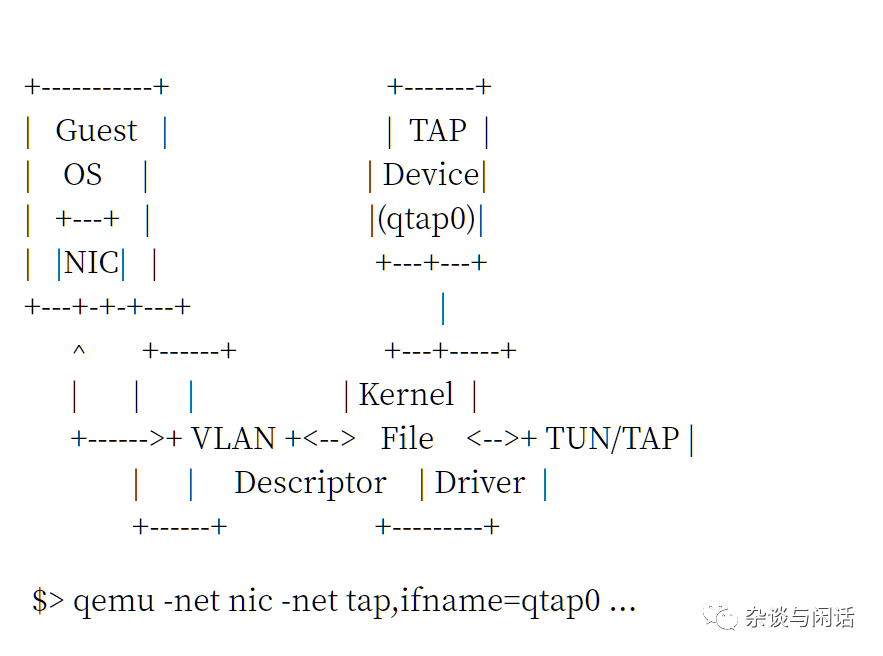 +-----------+ +-------+
| Guest | | TAP |
| OS | | Device|
| +---+ | |(qtap0)|
| |NIC| | +---+---+
+---+-+-+---+ |
^ +------+ +---+-----+
| | | | Kernel |
+------>+ VLAN +<--> File <-->+ TUN/TAP |
| | Descriptor | Driver |
+------+ +---------+
$> qemu -net nic -net tap,ifname=qtap0 ...
杂谈与闲话